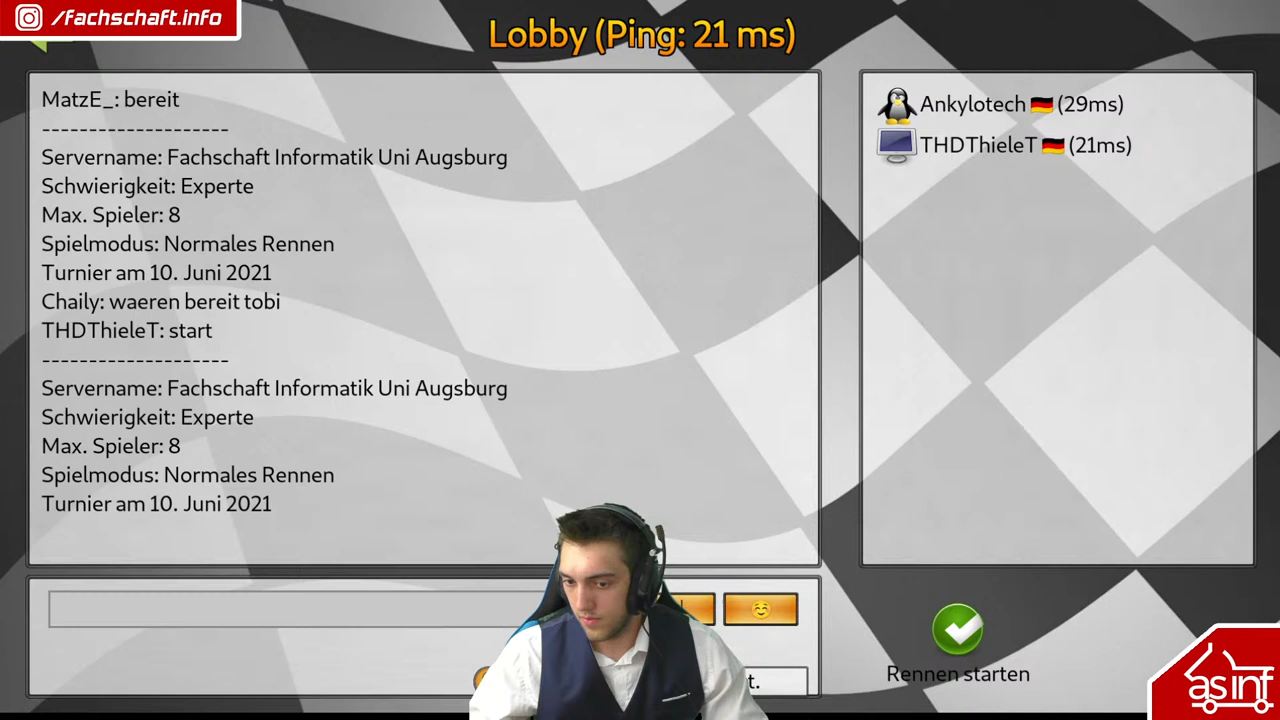 /fachschaft.info
Lobby (Ping: 21 ms)
MatzE_: bereit
--------------------
Servername: Fachschaft Informatik Uni Augsburg
Schwierigkeit: Experte
Max. Spieler: 8
Spielmodus: Normales Rennen
Turnier am 10. Juni 2021
Chaily: waeren bereit tobi
THDThieleT: start
--------------------
Servername: Fachschaft Informatik Uni Augsburg
Schwierigkeit: Experte
Max. Spieler: 8
Spielmodus: Normales Rennen
Turnier am 10. Juni 2021
Ankylotech (29ms)
THDThieleT (21ms)
t.
Rennen starten
asinf